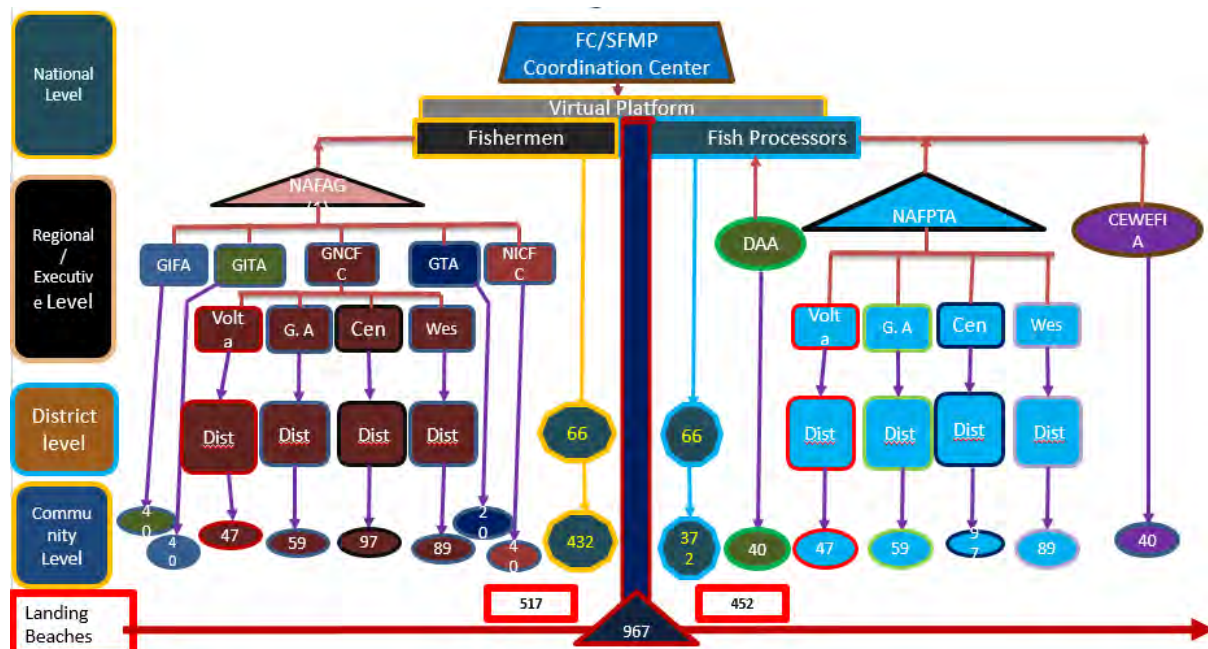 FC/SFMP
Coordination Center
National
Level
Virtual Platform
Fishermen
Fish Processors
NAFAG
NAFPTA
CEWEFI
A
DAA
Regional
/
Executiv
e Level
GIFA
GITA
GNCF
C
GTA
NICF
C
Volt
a
G. A
Cen
Wes
Volt
a
G. A
Cen
Wes
District
level
Dist
Dist
Dist
Dist
66
66
Dist
Dist
Dist
Dist
Commu
nity
Level
4
0
4
0
47
59
97
89
2
0
4
0
432
37
2
40
47
59
9
7
89
40
517
452
Landing
Beaches
967